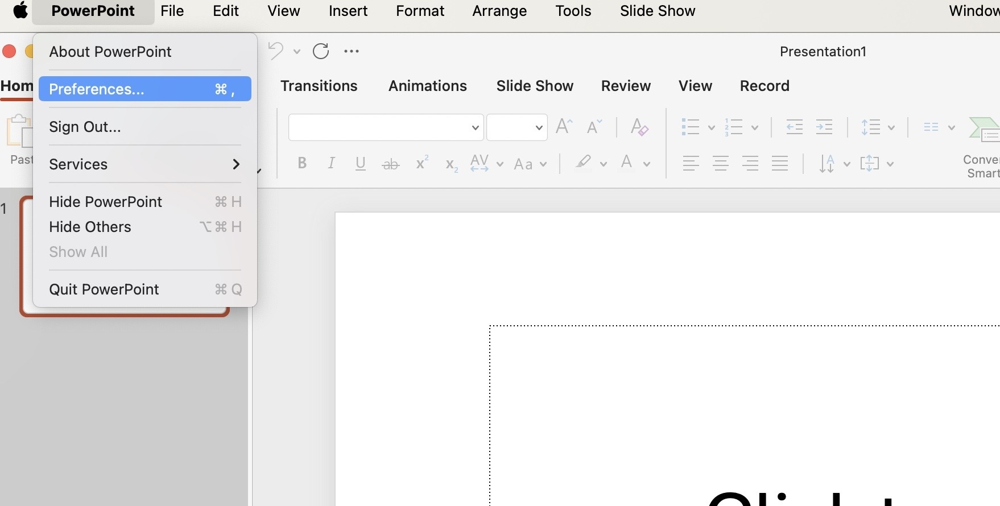 PowerPoint File Edit View Insert Format Arrange Tools Slide Show Window
About PowerPoint
Presentation1
Hom
Preferences... ⌘ ,
Transitions Animations Slide Show Review View Record
Sign Out...
Past
Services
B I U ab x² x₂ AV Aa A
Conver
Smart
1
Hide PowerPoint ⌘ H
Hide Others ⌥ ⌘ H
Show All
Quit PowerPoint ⌘ Q